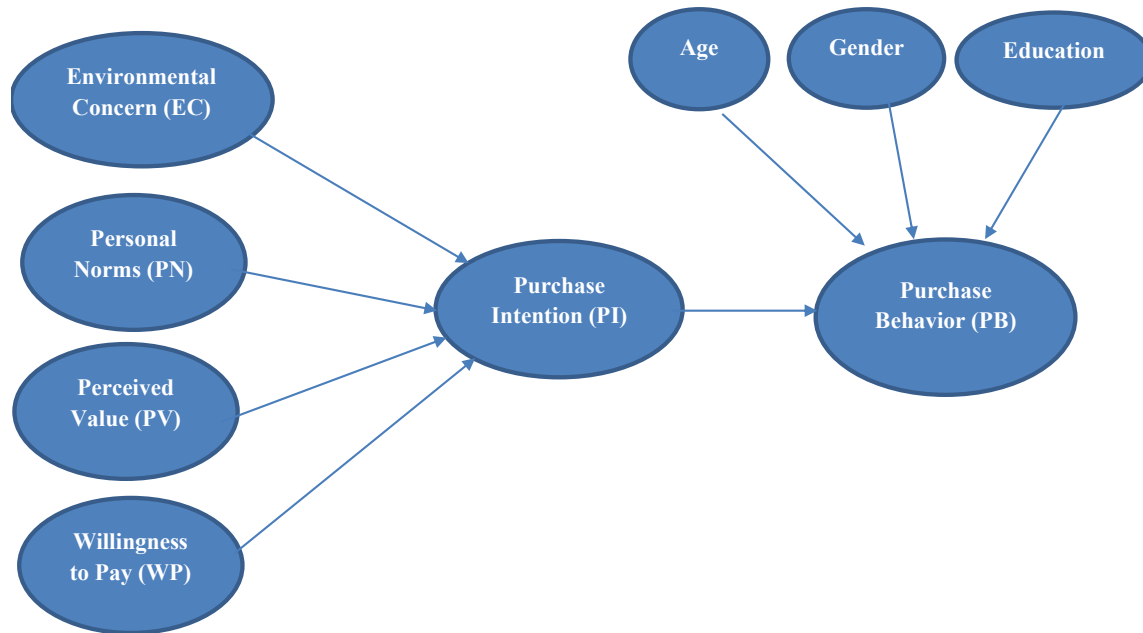 Environmental
Concern (EC)
Personal
Norms (PN)
Perceived
Value (PV)
Willingness
to Pay (WP)
Purchase
Intention (PI)
Age
Gender
Education
Purchase
Behavior (PB)